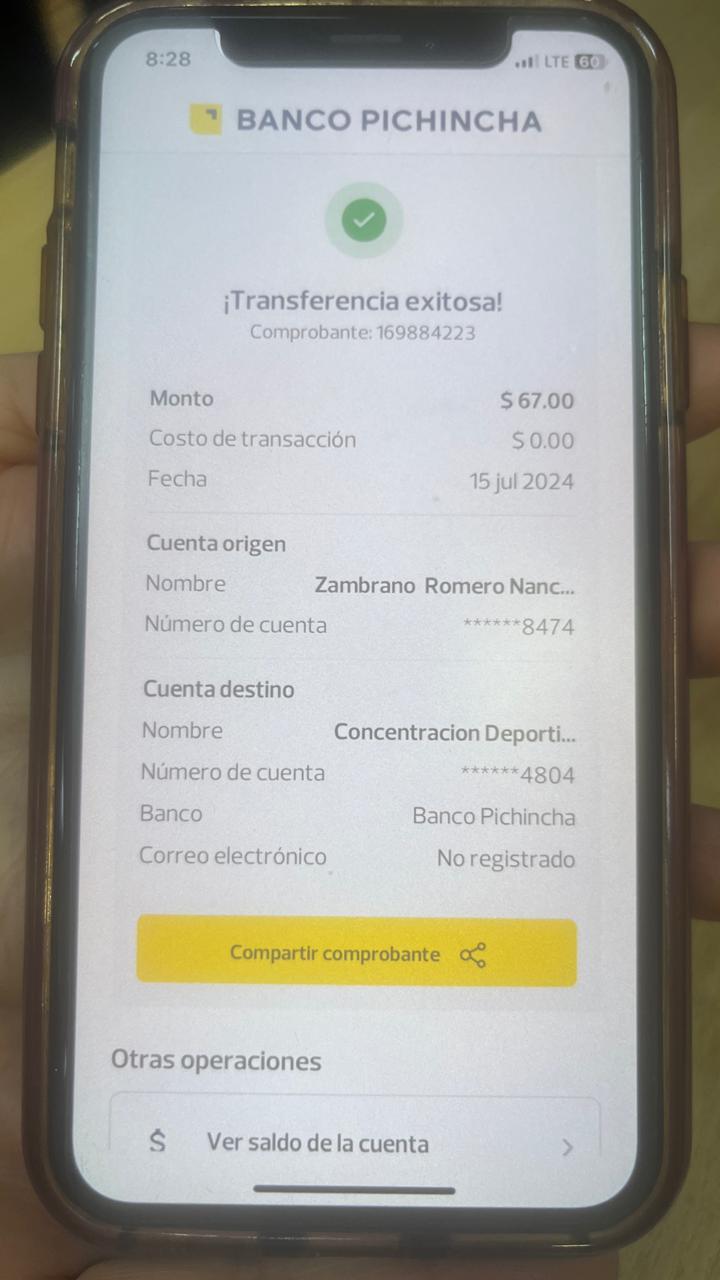 8:28 LTE 60
BANCO PICHINCHA
¡Transferencia exitosa!
Comprobante: 169884223
Monto $ 67.00
Costo de transacción $ 0.00
Fecha 15 jul 2024
Cuenta origen
Nombre Zambrano Romero Nanc...
Número de cuenta ******8474
Cuenta destino
Nombre Concentracion Deporti...
Número de cuenta ******4804
Banco Banco Pichincha
Correo electrónico No registrado
Compartir comprobante
Otras operaciones
$ Ver saldo de la cuenta